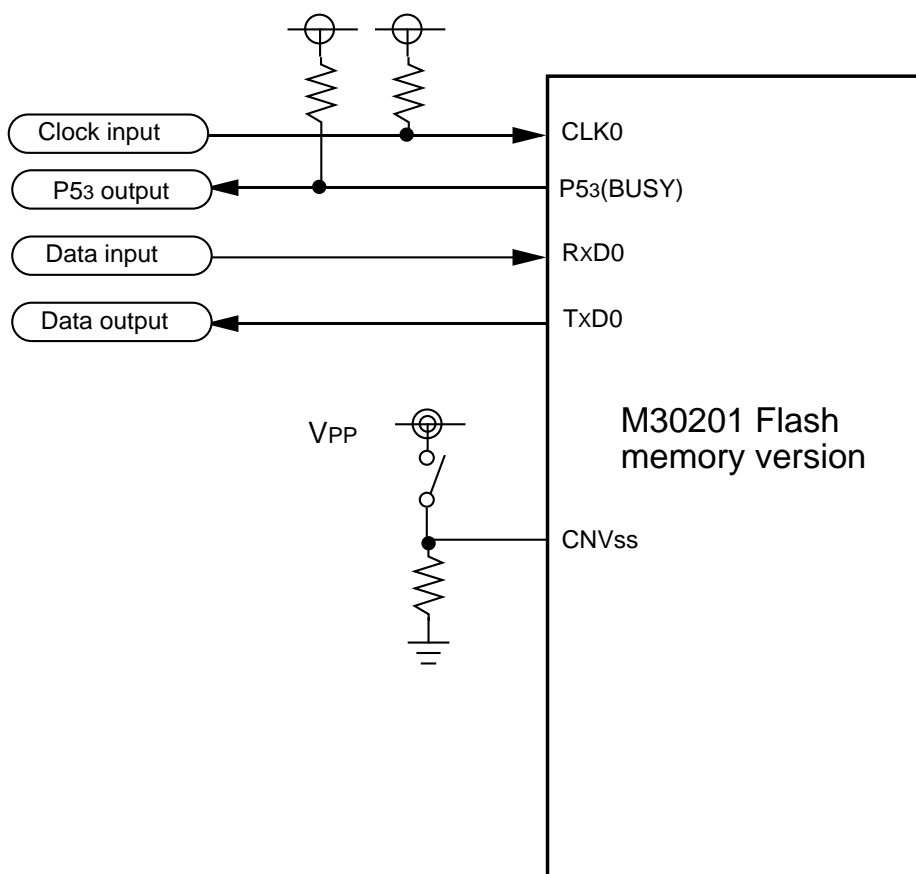 Clock input
CLK0
P53 output
P53(BUSY)
Data input
RXD0
Data output
TXD0
VPP
M30201 Flash
memory version
CNVss